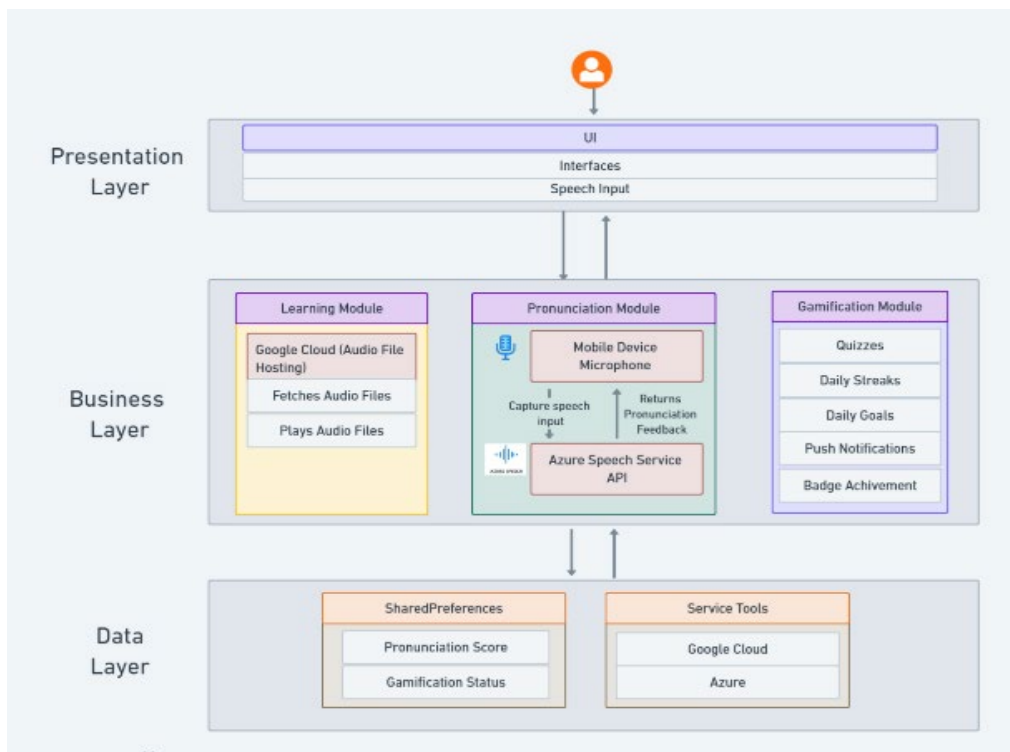 Presentation
Layer
UI
Interfaces
Speech Input
Business
Layer
Learning Module
Google Cloud (Audio File
Hosting)
Fetches Audio Files
Plays Audio Files
Pronunciation Module
Mobile Device
Microphone
Capture speech
input
Returns
Pronunciation
Feedback
Azure Speech Service
API
Gamification Module
Quizzes
Daily Streaks
Daily Goals
Push Notifications
Badge Achivement
Data
Layer
SharedPreferences
Pronunciation Score
Gamification Status
Service Tools
Google Cloud
Azure